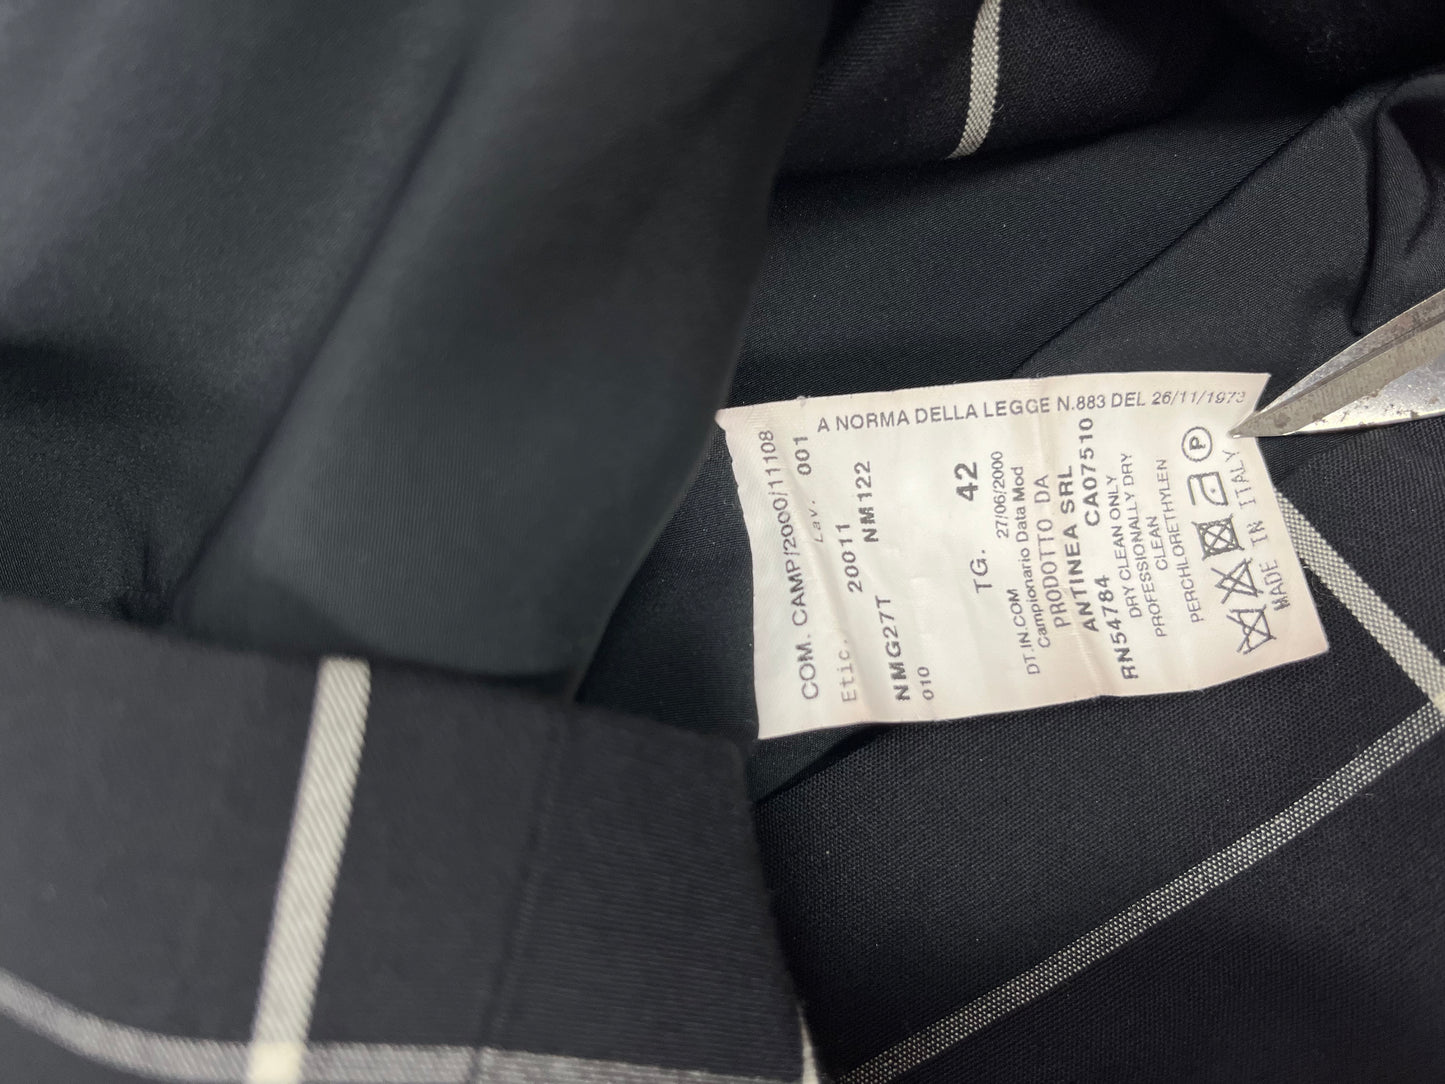 A NORMA DELLA LEGGE N.883 DEL 26/11/1973
COM. CAMP/2000/11108
Lav. 001
Etic. 20011
NMG27T NM122
010
TG. 42
27/06/2000
DT.IN.COM
Campionario Data Mod
PRODOTTO DA
ANTINEA SRL
RN54784 CA07510
DRY CLEAN ONLY
PROFESSIONALLY DRY
CLEAN
PERCHLORETHYLEN
P
MADE IN ITALY